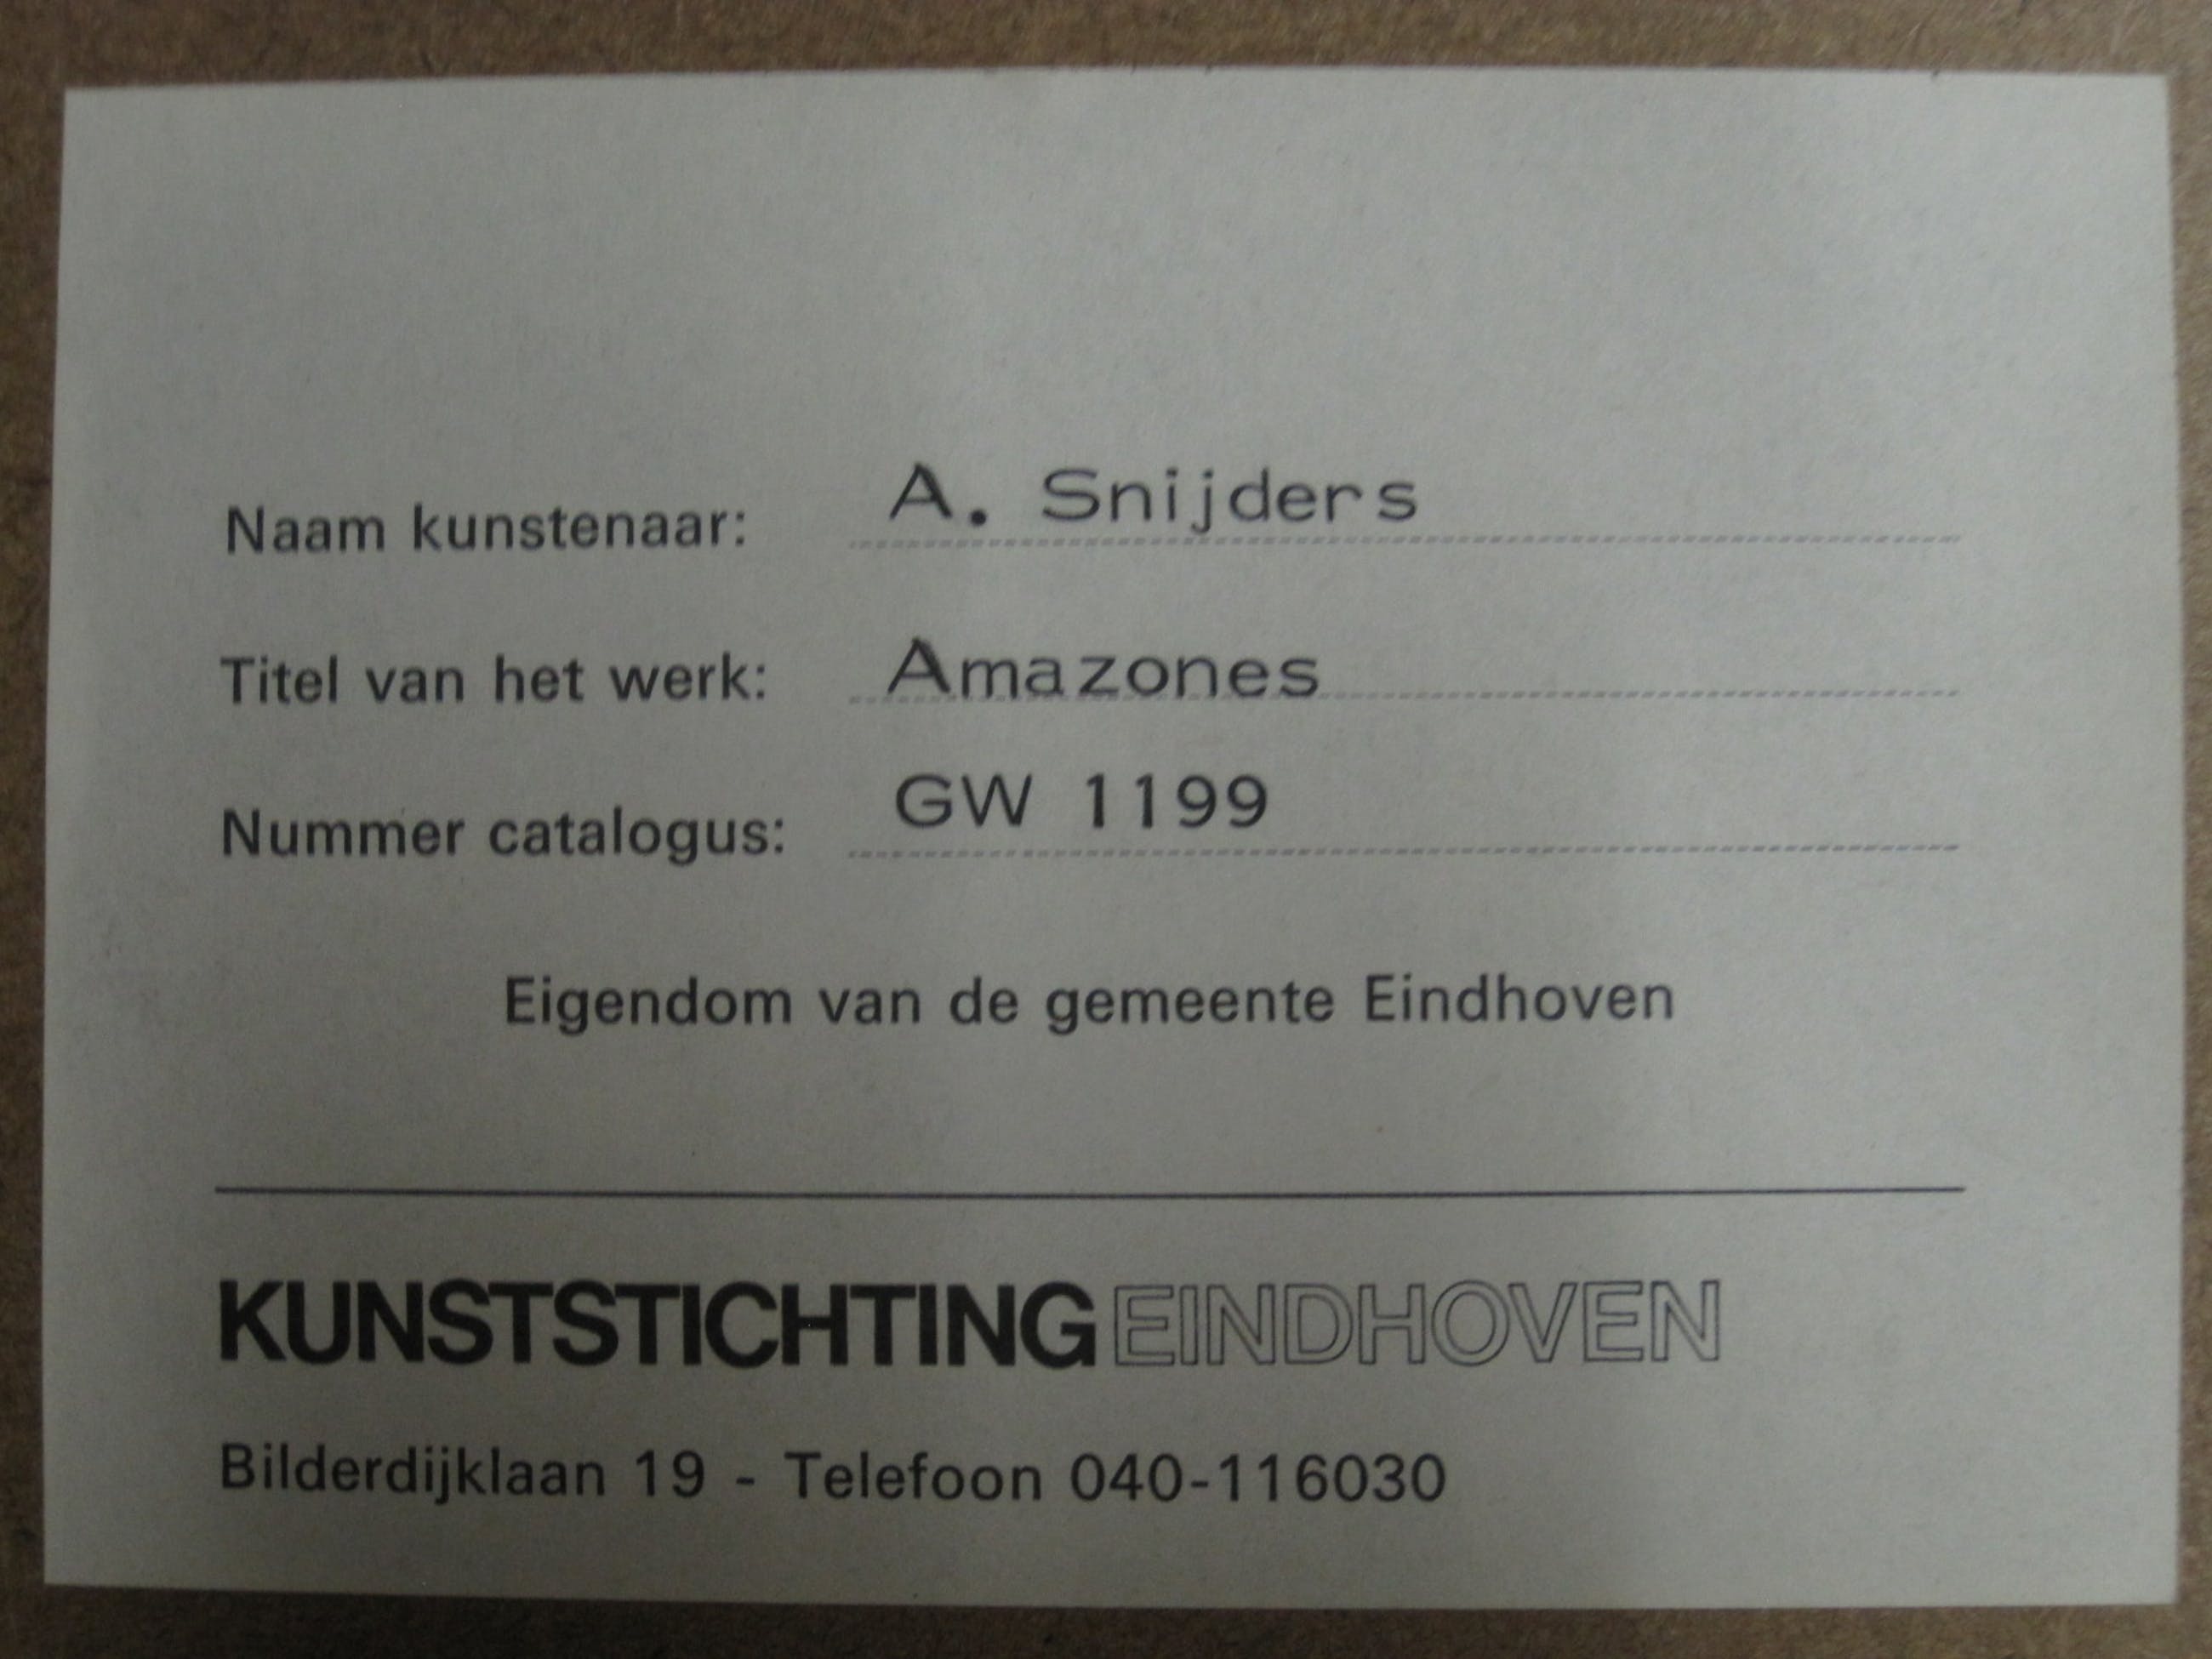 Naam kunstenaar: A. Snijders
Titel van het werk: Amazones
Nummer catalogus: GW 1199
Eigendom van de gemeente Eindhoven
KUNSTSTICHTING EINDHOVEN
Bilderdijklaan 19 - Telefoon 040-116030